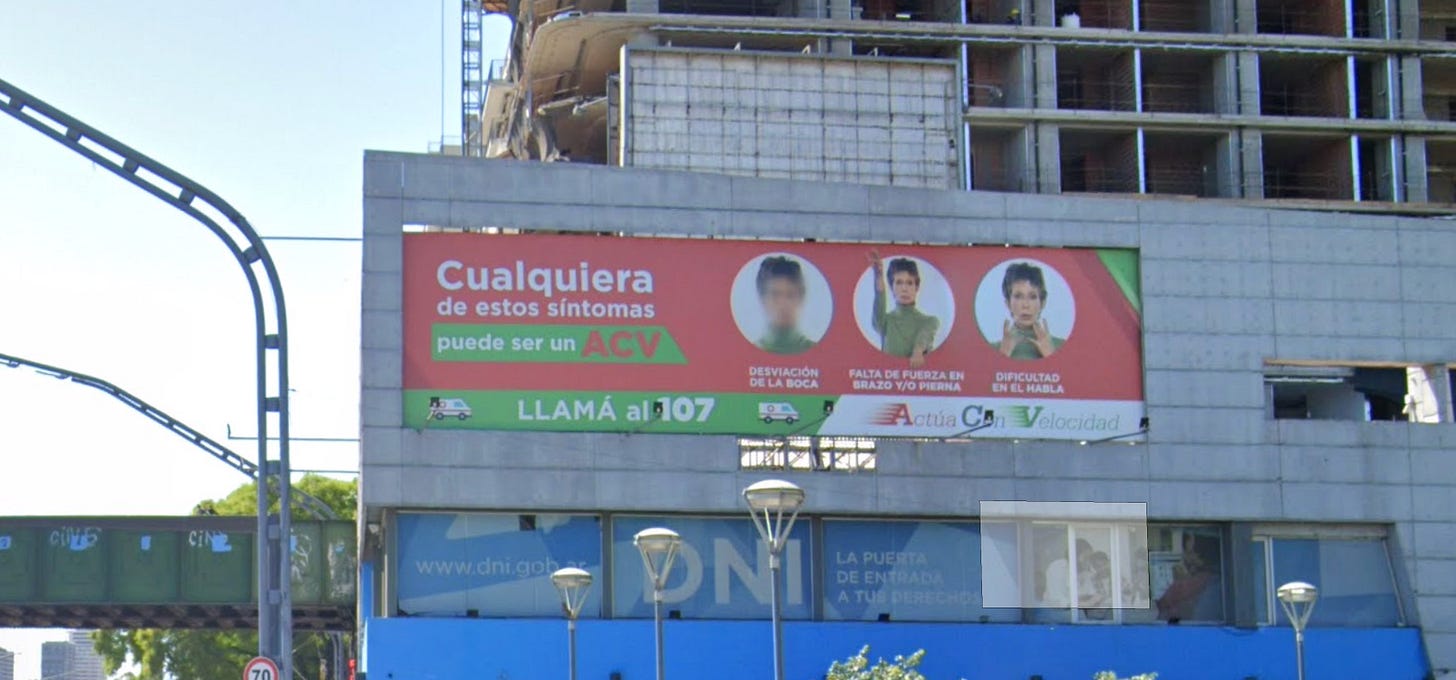 Cualquiera
de estos síntomas
puede ser un ACV
DESVIACIÓN
DE LA BOCA
FALTA DE FUERZA EN
BRAZO Y/O PIERNA
DIFICULTAD
EN EL HABLA
LLAMÁ al 107
Actúa Con Velocidad
www.dni.gob.ar
DNI
LA PUERTA
DE ENTRADA
A TUS DERECHOS
70